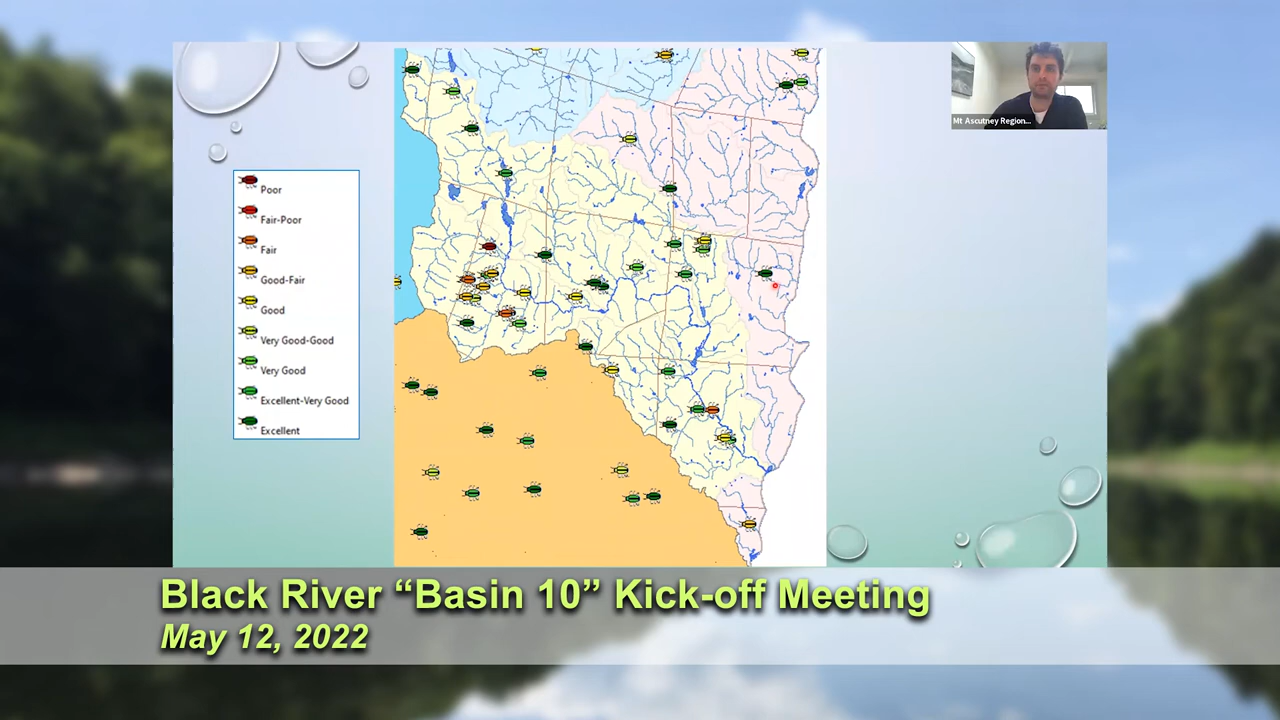 Mt Ascutney Region...
Poor
Fair-Poor
Fair
Good-Fair
Good
Very Good-Good
Very Good
Excellent-Very Good
Excellent
Black River “Basin 10” Kick-off Meeting
May 12, 2022